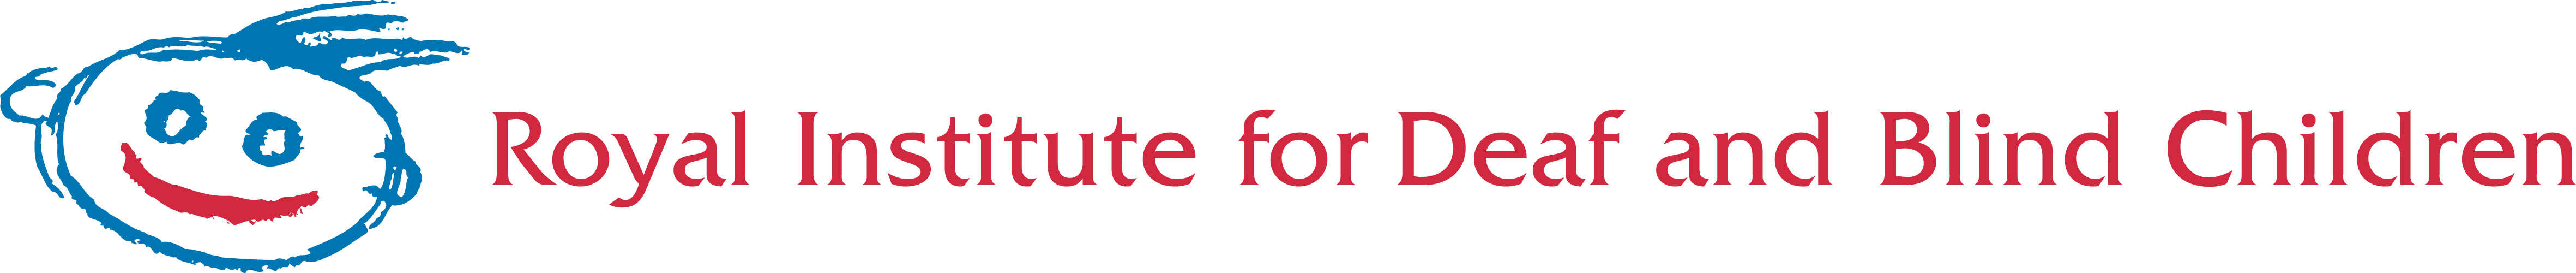 Royal Institute for Deaf and Blind Children